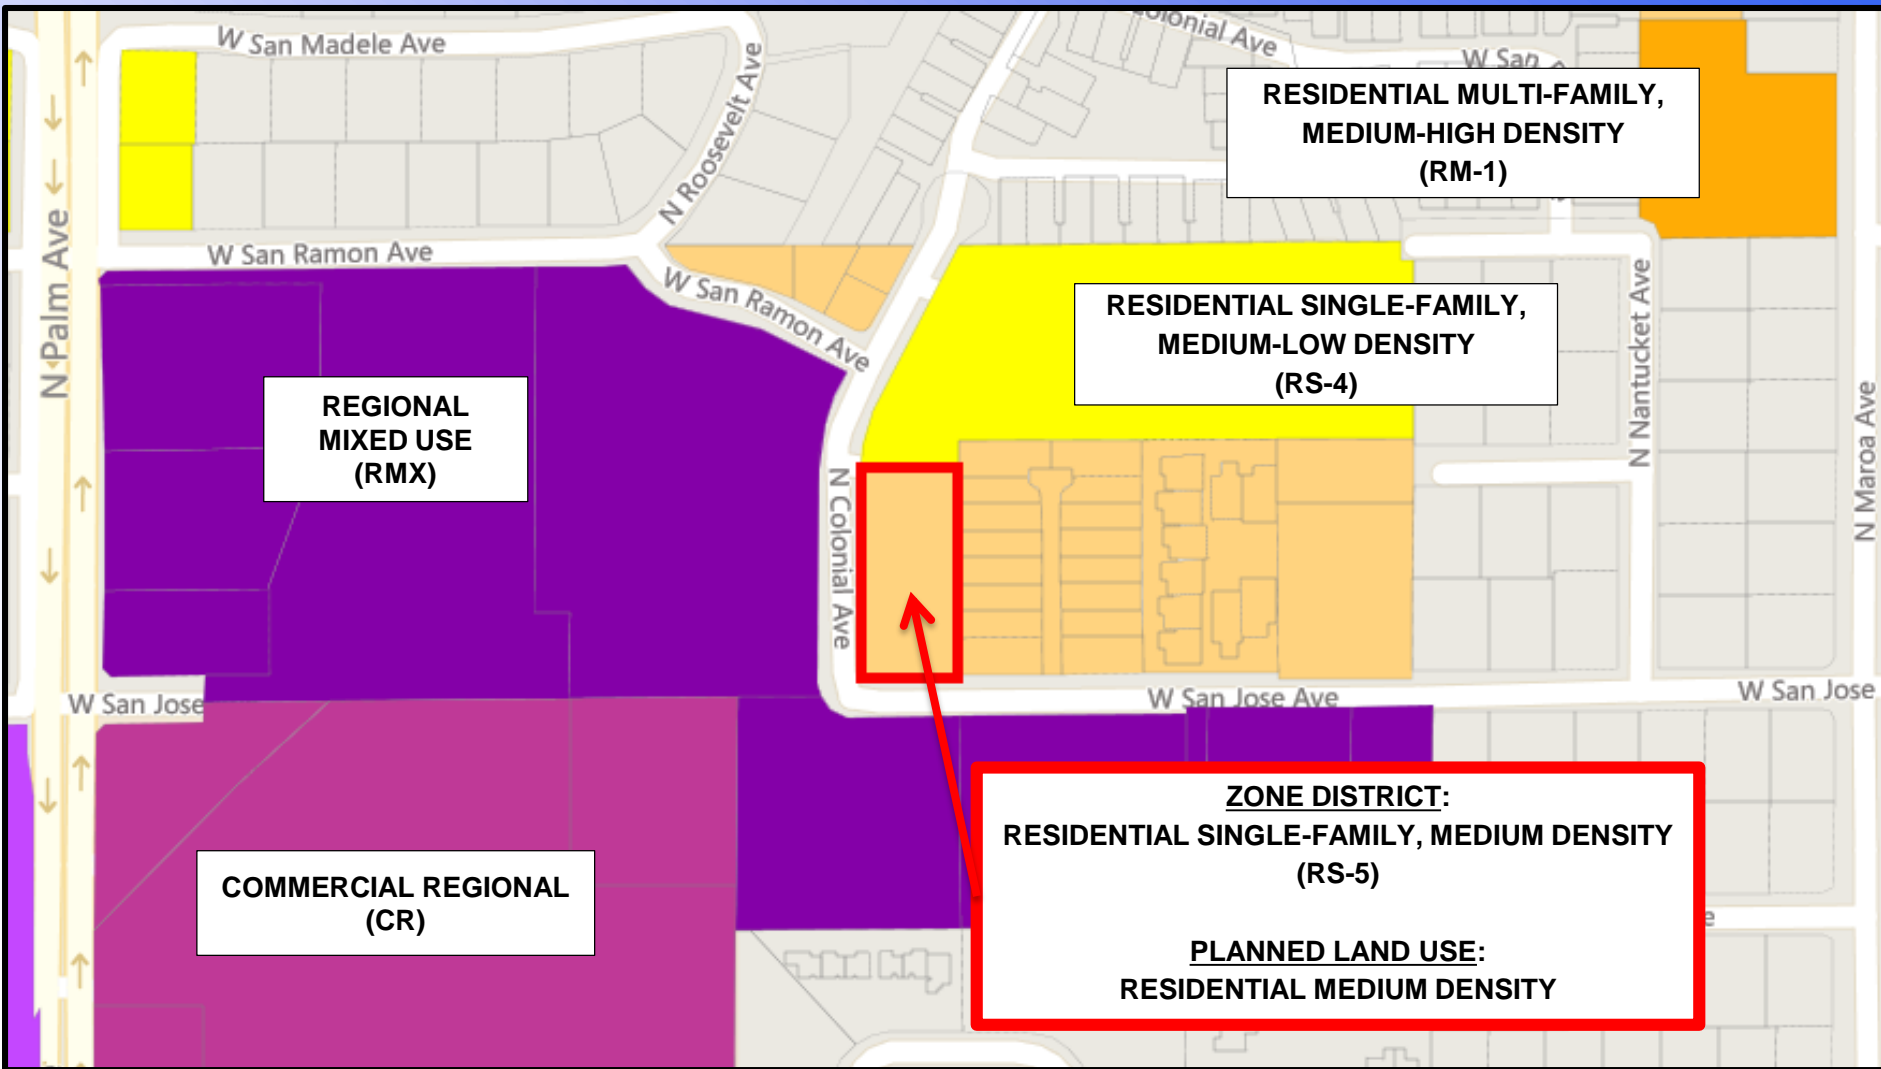 W San Madele Ave
Colonial Ave
W San
RESIDENTIAL MULTI-FAMILY,
MEDIUM-HIGH DENSITY
(RM-1)
N Roosevelt Ave
N Palm Ave
W San Ramon Ave
W San Ramon Ave
RESIDENTIAL SINGLE-FAMILY,
MEDIUM-LOW DENSITY
(RS-4)
N Nantucket Ave
N Maroa Ave
REGIONAL
MIXED USE
(RMX)
N Colonial Ave
W San Jose
W San Jose Ave
W San Jose
ZONE DISTRICT:
RESIDENTIAL SINGLE-FAMILY, MEDIUM DENSITY
(RS-5)
PLANNED LAND USE:
RESIDENTIAL MEDIUM DENSITY
COMMERCIAL REGIONAL
(CR)